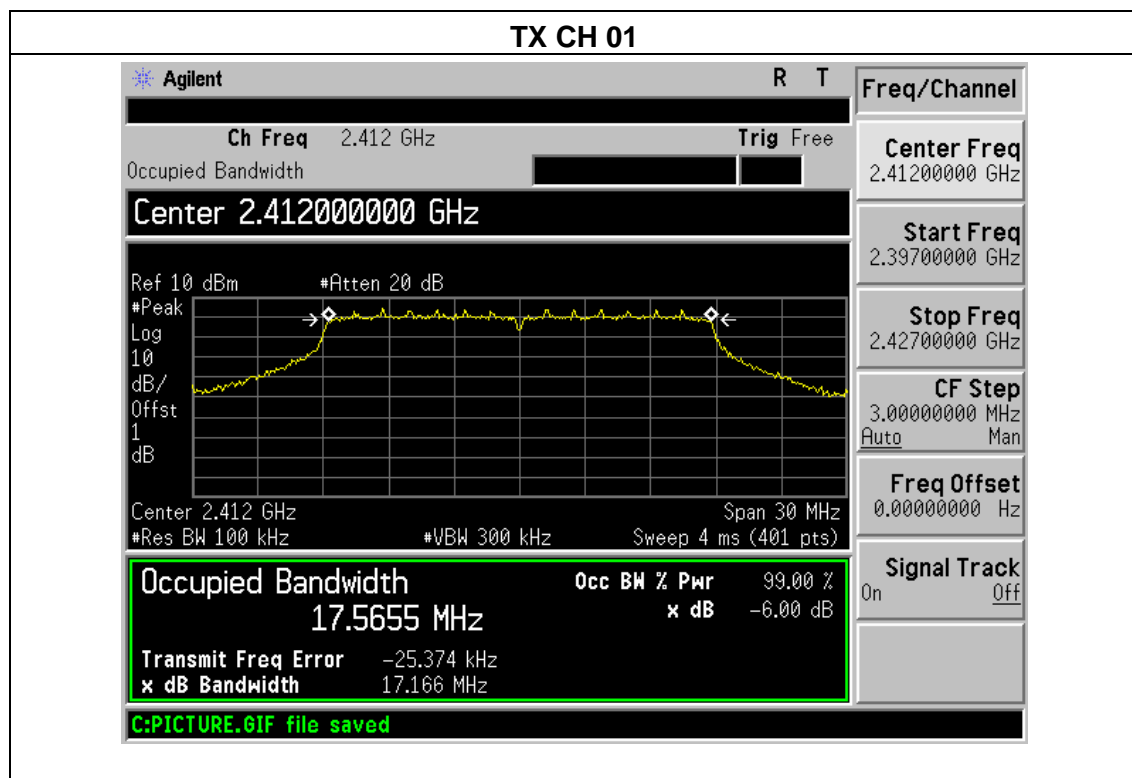 TX CH 01
Agilent R T
Ch Freq 2.412 GHz Trig Free
Occupied Bandwidth
Center 2.412000000 GHz
Ref 10 dBm #Atten 20 dB
#Peak
Log
10
dB/
Offst
1
dB
Center 2.412 GHz Span 30 MHz
#Res BW 100 kHz #VBW 300 kHz Sweep 4 ms (401 pts)
Occupied Bandwidth Occ BW % Pwr 99.00 %
17.5655 MHz x dB -6.00 dB
Transmit Freq Error -25.374 kHz
x dB Bandwidth 17.166 MHz
C:PICTURE.GIF file saved
Freq/Channel
Center Freq
2.41200000 GHz
Start Freq
2.39700000 GHz
Stop Freq
2.42700000 GHz
CF Step
3.00000000 MHz
Auto Man
Freq Offset
0.00000000 Hz
Signal Track
On Off